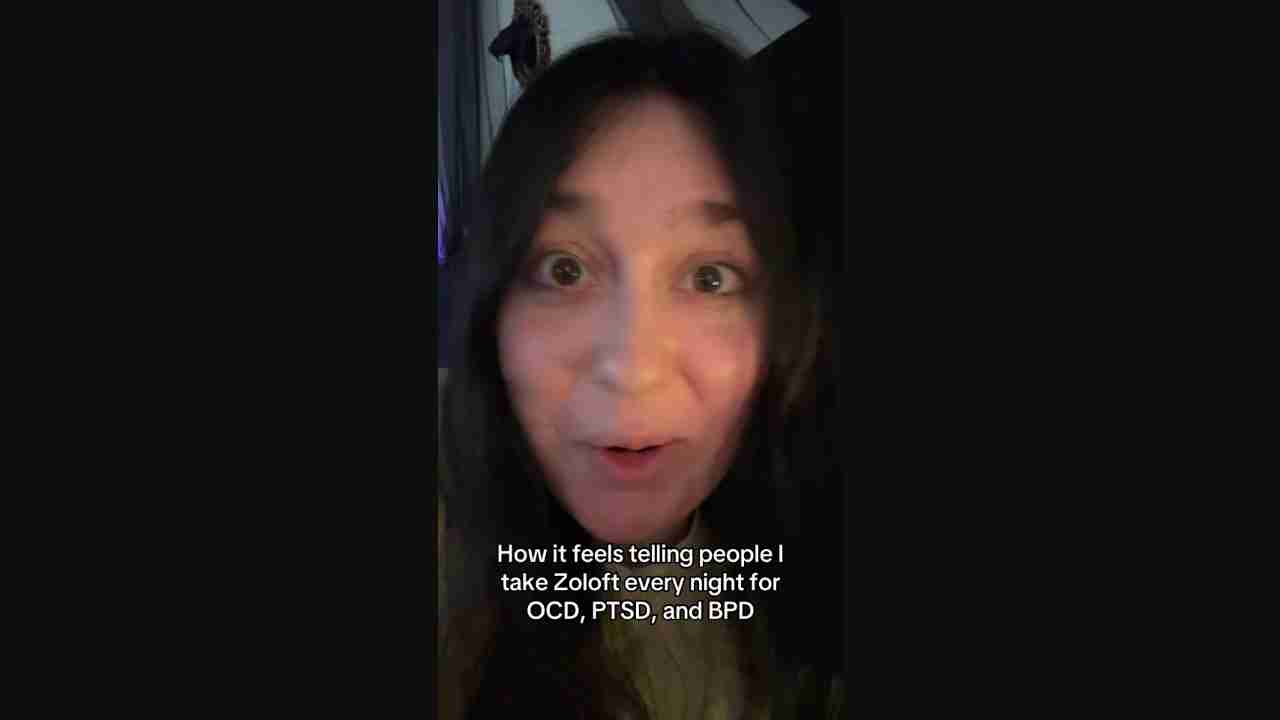 How it feels telling people I
take Zoloft every night for
OCD, PTSD, and BPD